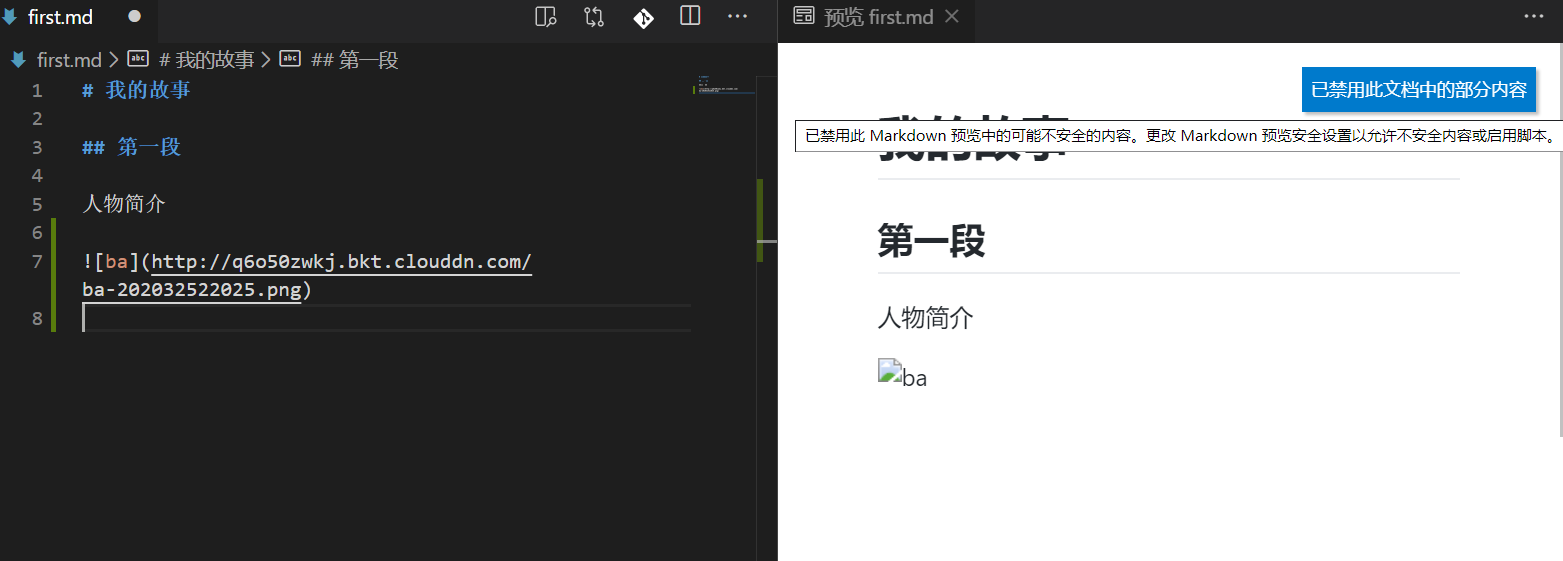 first.md
预览 first.md
first.md > # 我的故事 > ## 第一段
1 # 我的故事
2
3 ## 第一段
4
5 人物简介
6
7 ![ba](http://q6o50zwkj.bkt.clouddn.com/
ba-202032522025.png)
8
已禁用此文档中的部分内容
我的故事
已禁用此 Markdown 预览中的可能不安全的内容。更改 Markdown 预览安全设置以允许不安全内容或启用脚本。
第一段
人物简介
ba